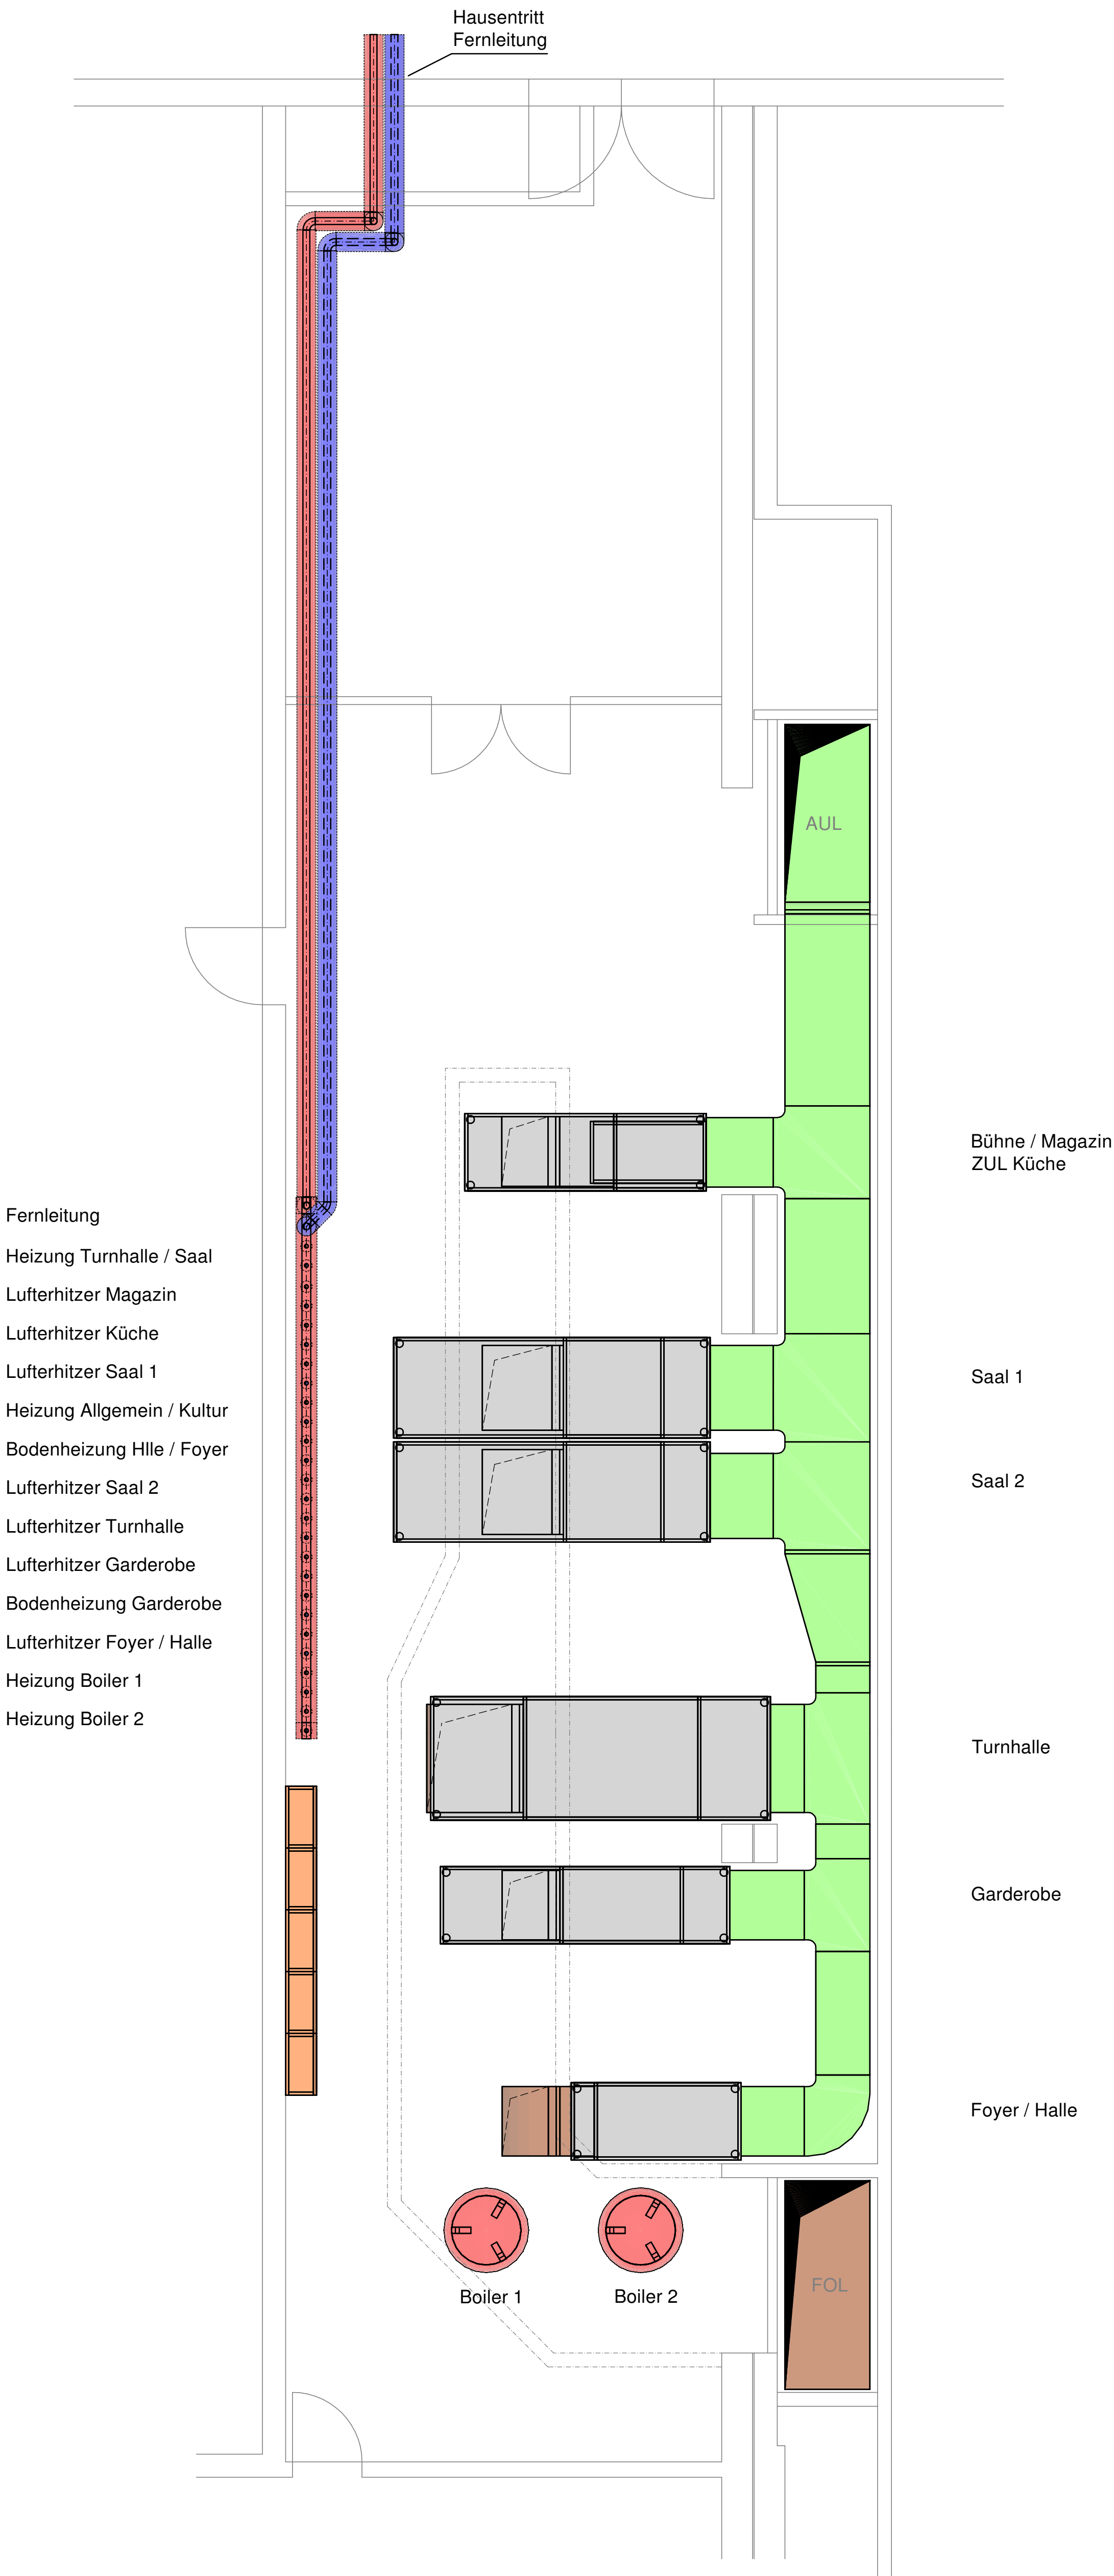 Hausentritt
Fernleitung
AUL
Bühne / Magazin
ZUL Küche
Fernleitung
Heizung Turnhalle / Saal
Lufterhitzer Magazin
Lufterhitzer Küche
Lufterhitzer Saal 1
Saal 1
Heizung Allgemein / Kultur
Bodenheizung Hlle / Foyer
Saal 2
Lufterhitzer Saal 2
Lufterhitzer Turnhalle
Lufterhitzer Garderobe
Bodenheizung Garderobe
Lufterhitzer Foyer / Halle
Heizung Boiler 1
Heizung Boiler 2
Turnhalle
Garderobe
Foyer / Halle
FOL
Boiler 1
Boiler 2